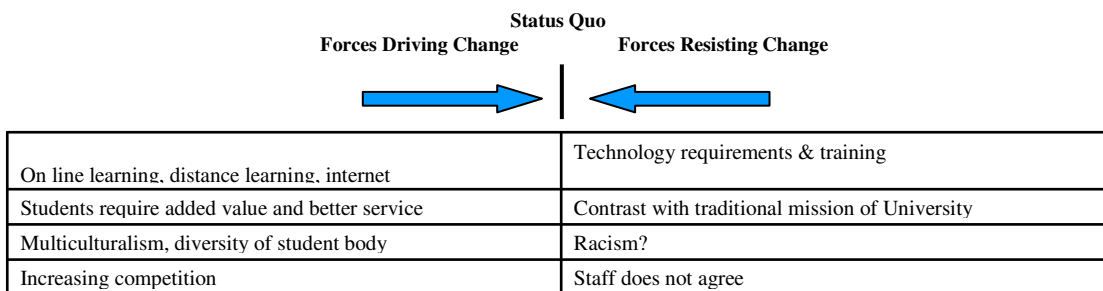 Status Quo
Forces Driving Change Forces Resisting Change
On line learning, distance learning, internet Technology requirements & training
Students require added value and better service Contrast with traditional mission of University
Multiculturalism, diversity of student body Racism?
Increasing competition Staff does not agree